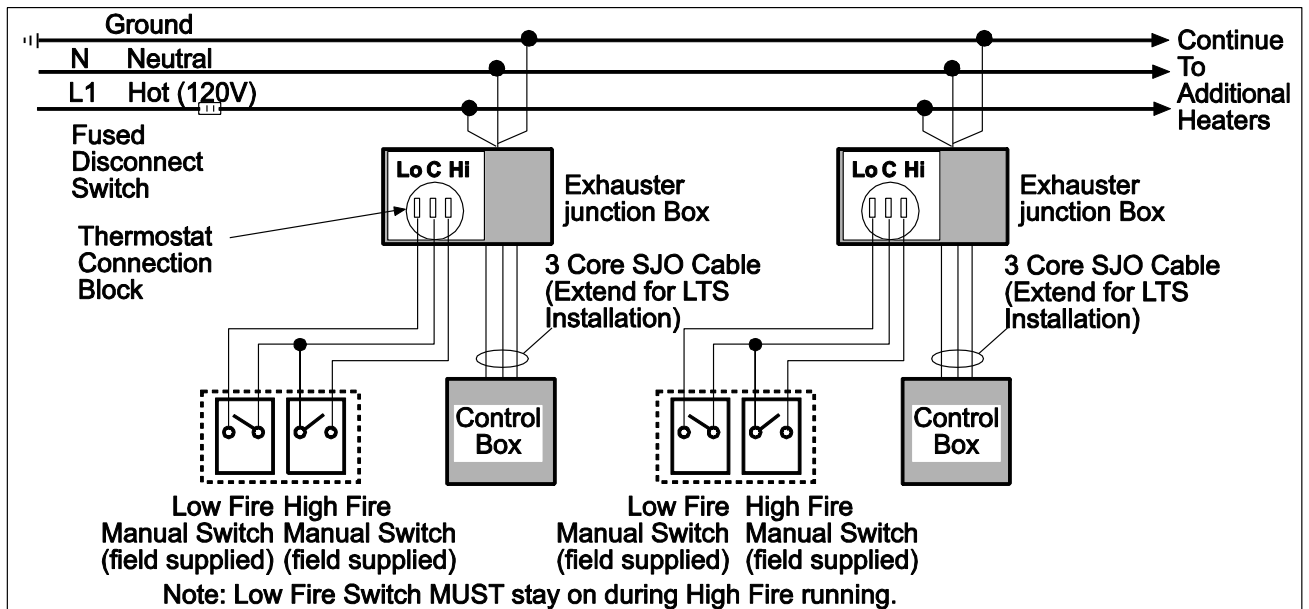 Ground
N Neutral
L1 Hot (120V)
Continue
To
Additional
Heaters
Fused
Disconnect
Switch
Lo C Hi
Exhauster
junction Box
Lo C Hi
Exhauster
junction Box
Thermostat
Connection
Block
3 Core SJO Cable
(Extend for LTS
Installation)
3 Core SJO Cable
(Extend for LTS
Installation)
Control
Box
Control
Box
Low Fire
Manual Switch
(field supplied)
High Fire
Manual Switch
(field supplied)
Low Fire
Manual Switch
(field supplied)
High Fire
Manual Switch
(field supplied)
Note: Low Fire Switch MUST stay on during High Fire running.